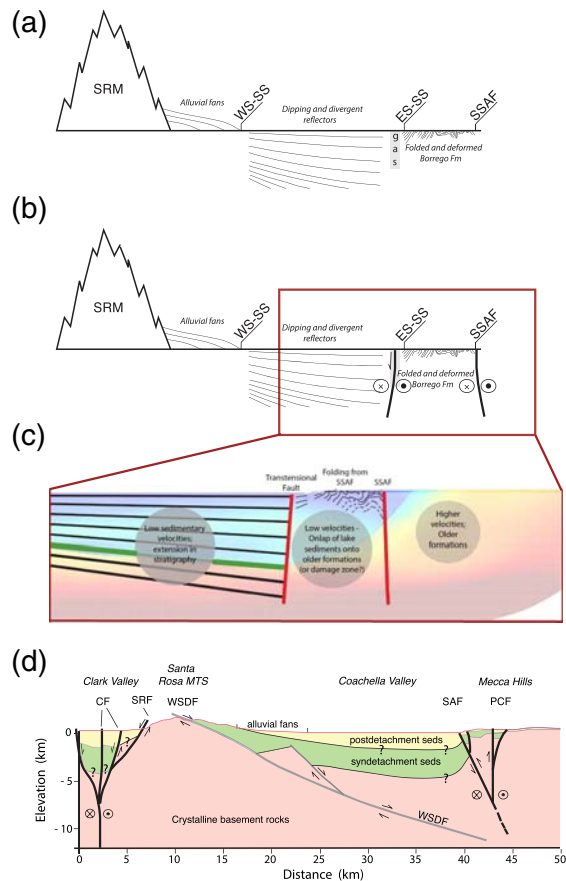 (a)
SRM
Alluvial fans
WS-SS
Dipping and divergent
reflectors
ES-SS
SSAF
g
a
s
Folded and deformed
Borrego Fm
(b)
SRM
Alluvial fans
WS-SS
Dipping and divergent
reflectors
ES-SS
SSAF
Folded and deformed
Borrego Fm
(c)
Transtensional
Fault
Folding from
SSAF
SSAF
Low sedimentary
velocities;
extension in
stratigraphy
Low velocities -
Onlap of lake
sediments onto
older formations
(or damage zone?)
Higher
velocities;
Older
formations
(d)
Clark Valley
Santa
Rosa MTS
Coachella Valley
Mecca Hills
CF
SRF
WSDF
SAF
PCF
alluvial fans
postdetachment seds
?
?
syndetachment seds
?
?
?
?
WSDF
Crystalline basement rocks
Elevation (km)
0
- 5
- 10
0
5
10
15
20
25
30
35
40
45
50
Distance (km)